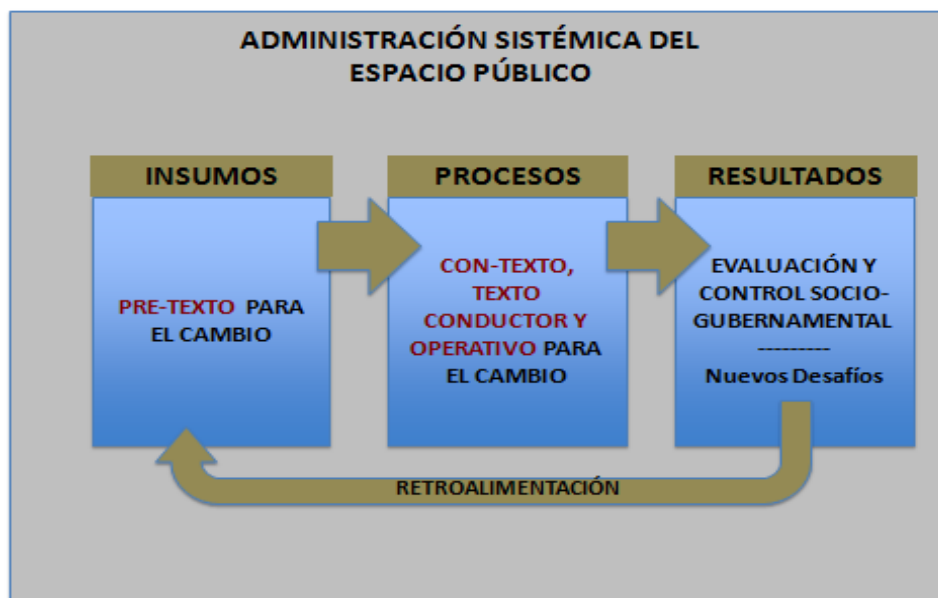 ADMINISTRACIÓN SISTÉMICA DEL
ESPACIO PÚBLICO
INSUMOS
PRE-TEXTO PARA
EL CAMBIO
PROCESOS
CON-TEXTO,
TEXTO
CONDUCTOR Y
OPERATIVO PARA
EL CAMBIO
RESULTADOS
EVALUACIÓN Y
CONTROL SOCIO-
GUBERNAMENTAL
---------
Nuevos Desafíos
RETROALIMENTACIÓN